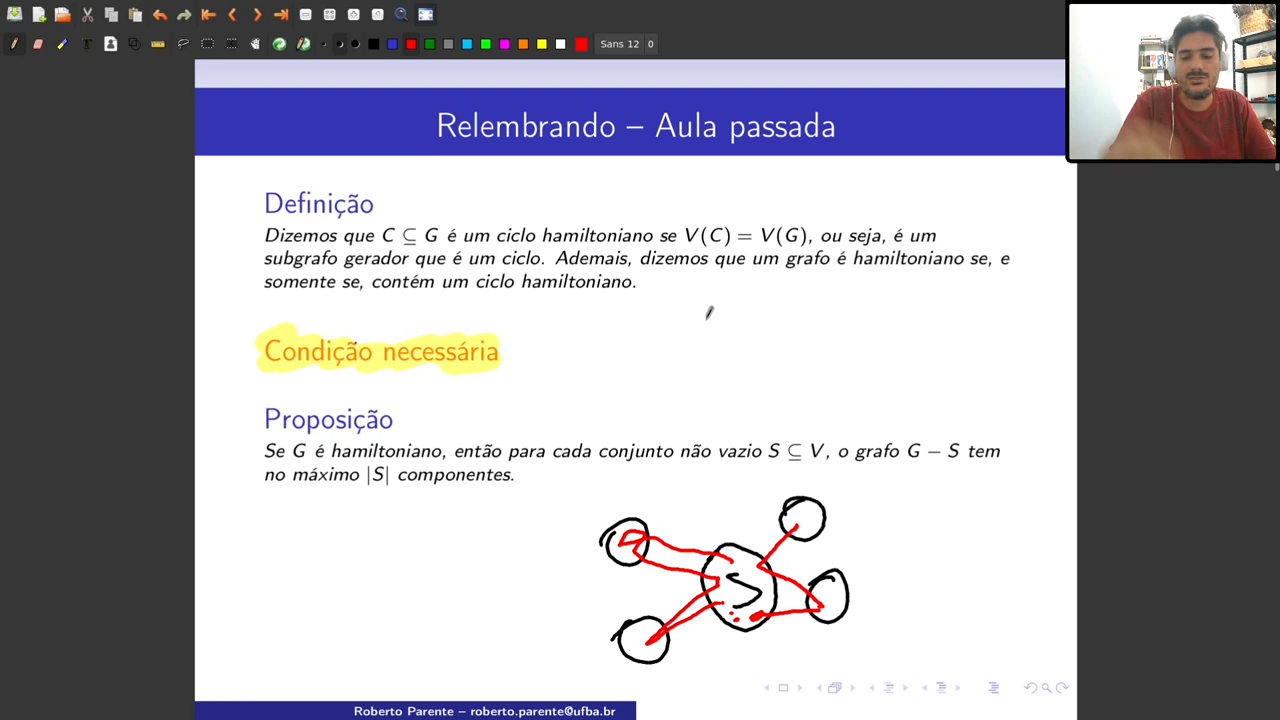 Sans 12 0
Relembrando – Aula passada
Definição
Dizemos que C ⊆ G é um ciclo hamiltoniano se V(C) = V(G), ou seja, é um
subgrafo gerador que é um ciclo. Ademais, dizemos que um grafo é hamiltoniano se, e
somente se, contém um ciclo hamiltoniano.
Condição necessária
Proposição
Se G é hamiltoniano, então para cada conjunto não vazio S ⊆ V, o grafo G − S tem
no máximo |S| componentes.
S
Roberto Parente – roberto.parente@ufba.br